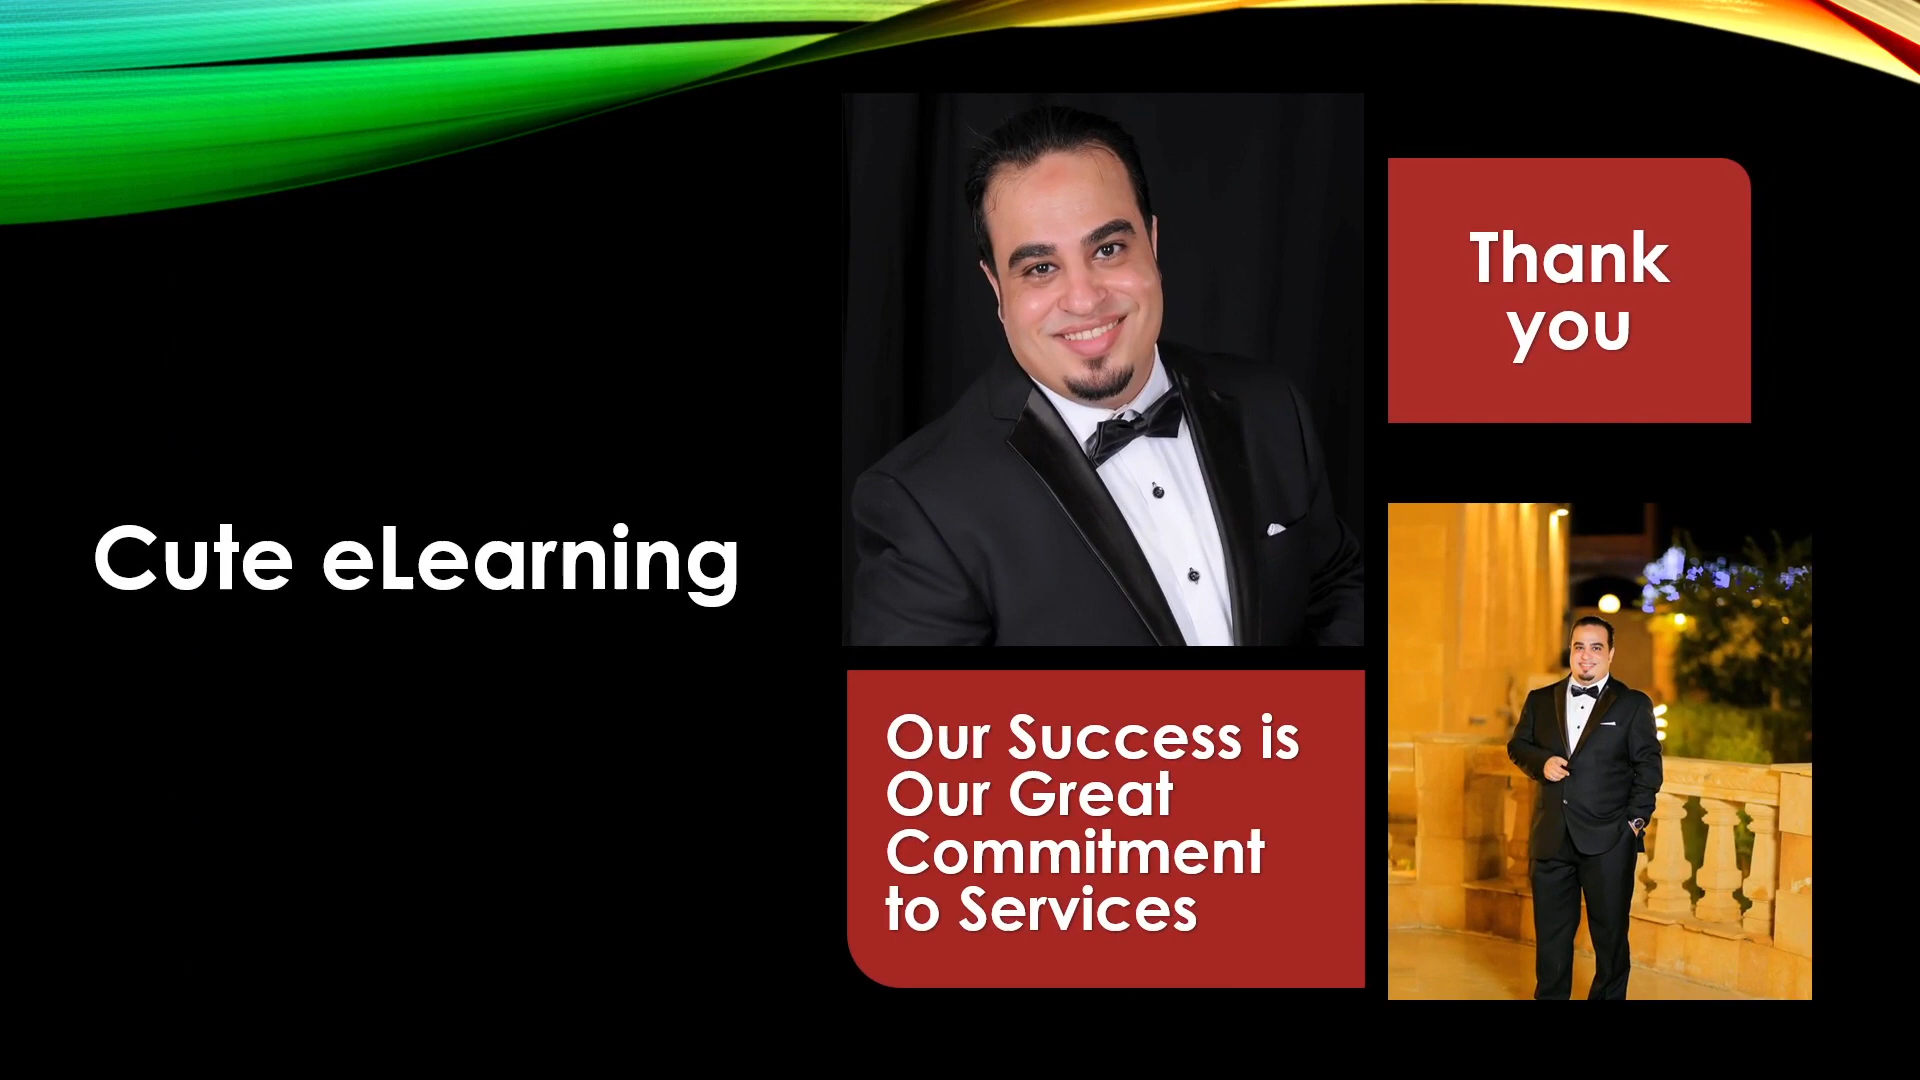 Cute eLearning
Thank
you
Our Success is
Our Great
Commitment
to Services